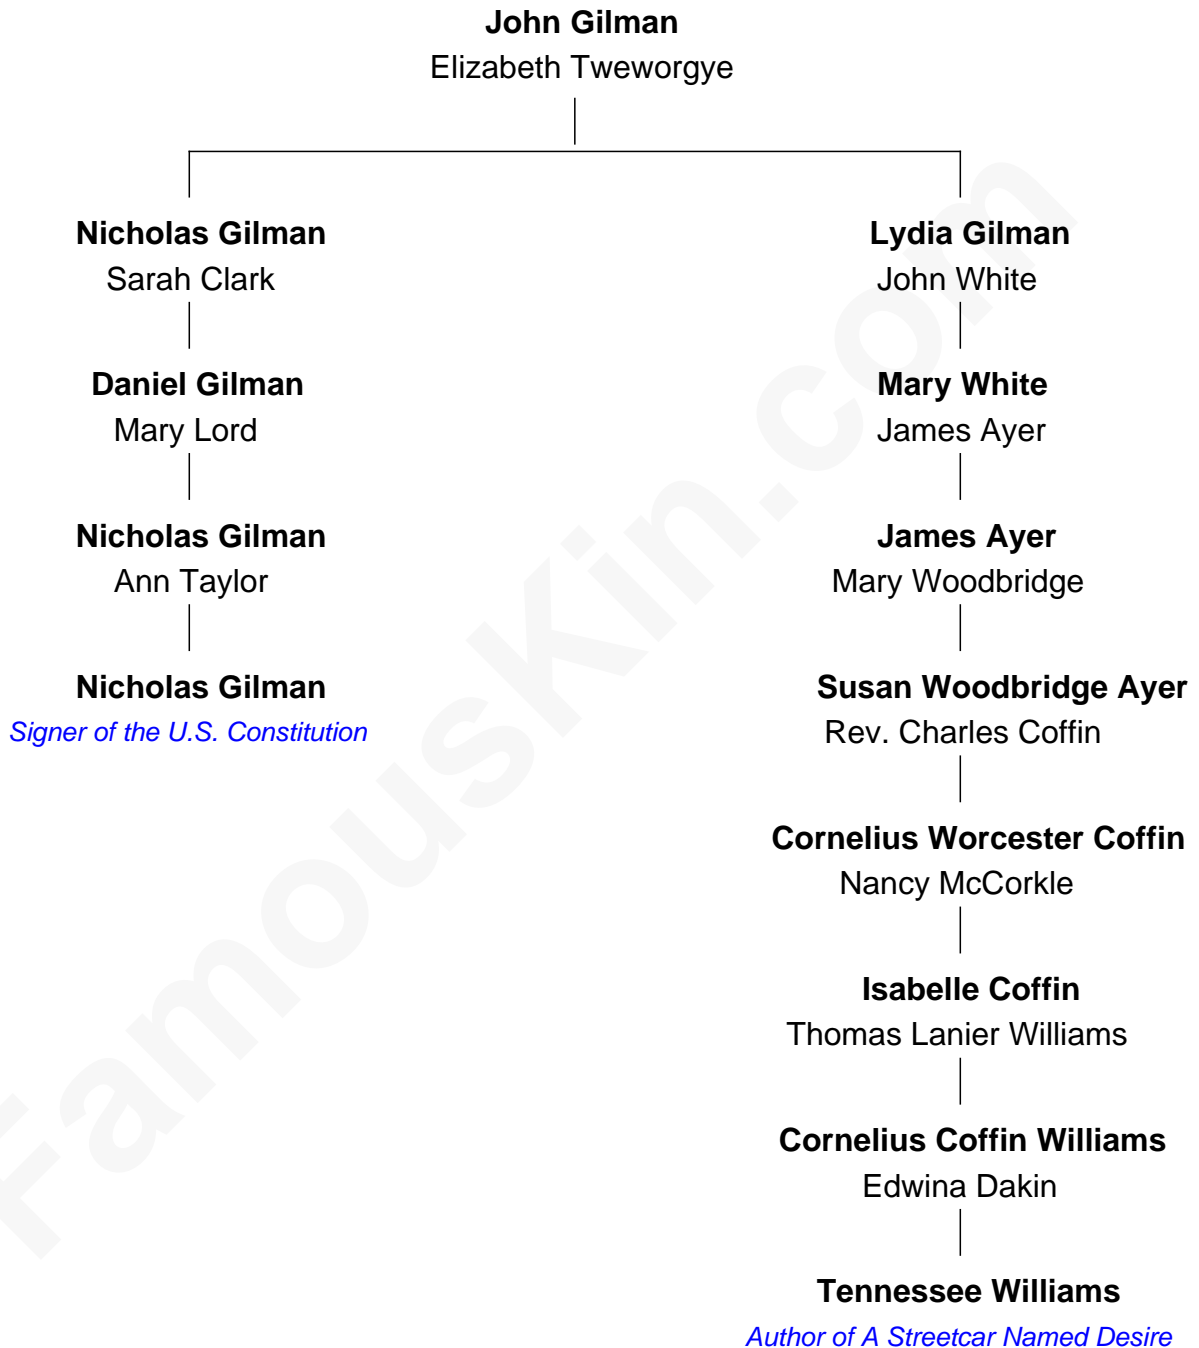 John Gilman
Elizabeth Tweworgye
Nicholas Gilman
Sarah Clark
Daniel Gilman
Mary Lord
Nicholas Gilman
Ann Taylor
Nicholas Gilman
Signer of the U.S. Constitution
Lydia Gilman
John White
Mary White
James Ayer
James Ayer
Mary Woodbridge
Susan Woodbridge Ayer
Rev. Charles Coffin
Cornelius Worcester Coffin
Nancy McCorkle
Isabelle Coffin
Thomas Lanier Williams
Cornelius Coffin Williams
Edwina Dakin
Tennessee Williams
Author of A Streetcar Named Desire
FamousKin.com